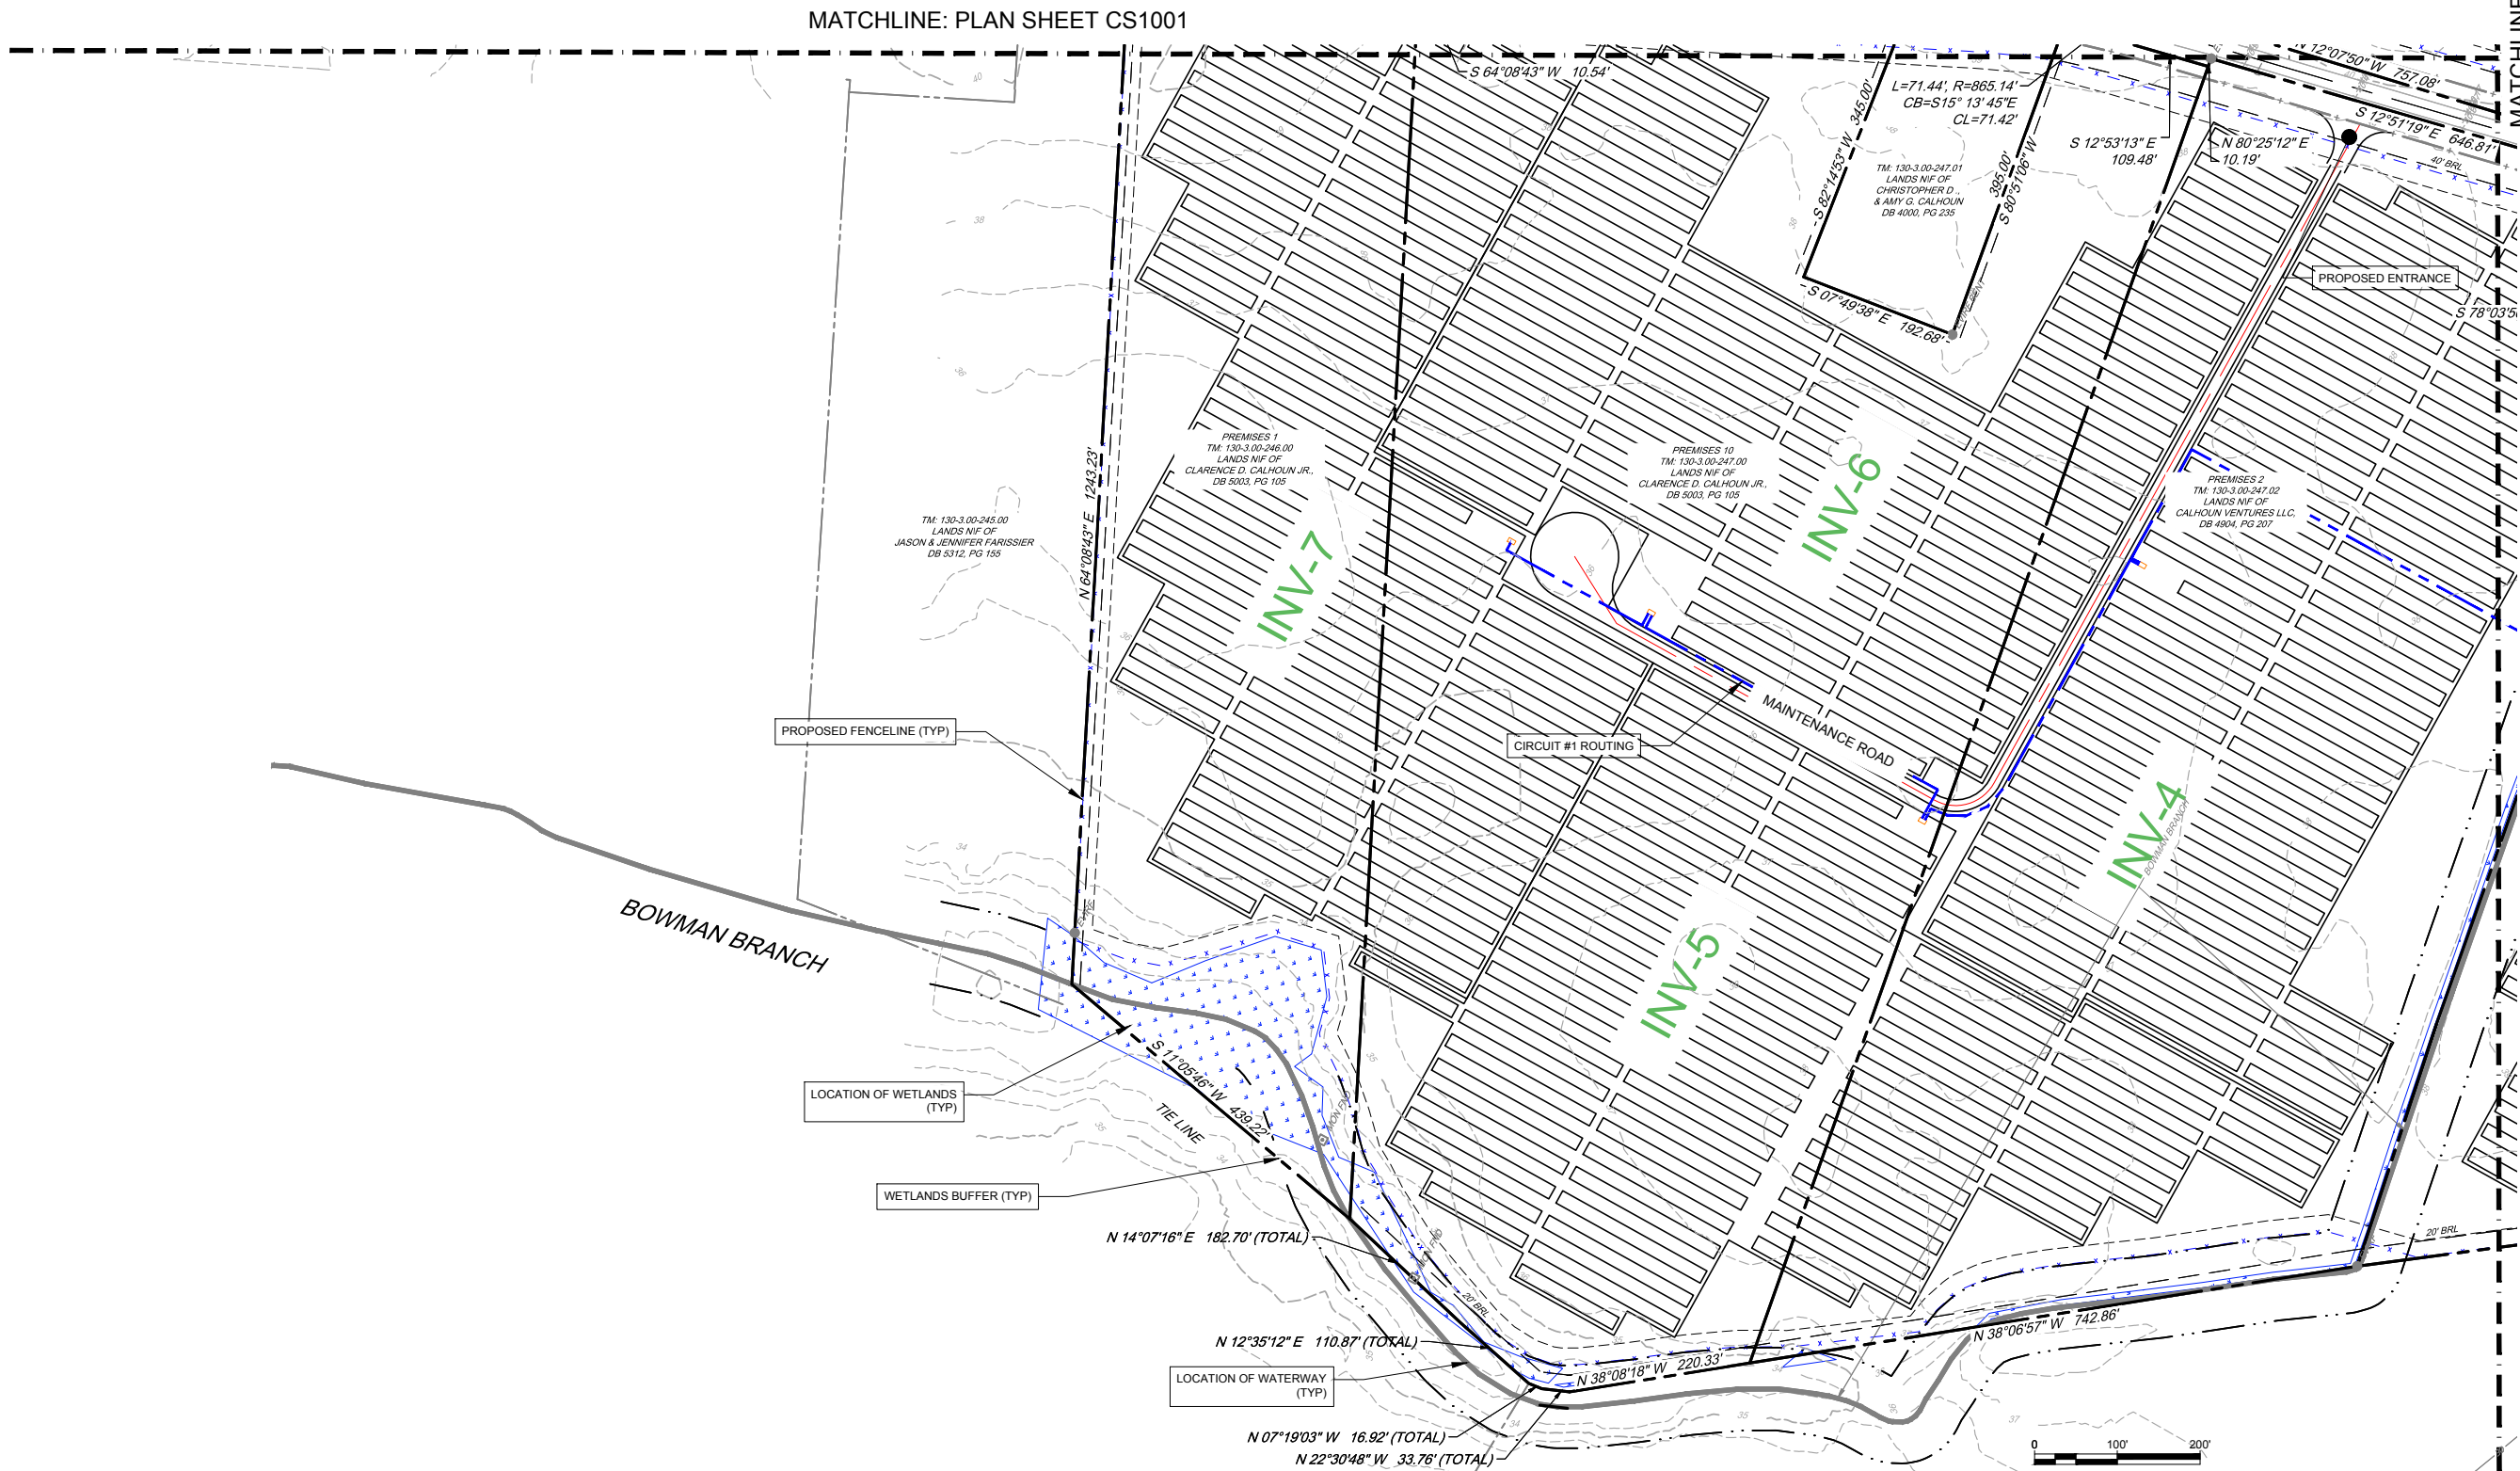 MATCHLINE: PLAN SHEET CS1001
MATCHLINE
S 64°08'43" W 10.54'
S 82°14'53" W 345.00'
L=71.44', R=865.14'
CB=S15° 13' 45"E
CL=71.42'
395.00'
S 80°51'06" W
TM: 130-3.00-247.01
LANDS N\F OF
CHRISTOPHER D.,
& AMY G. CALHOUN
DB 4000, PG 235
S 07°49'38" E 192.68'
S 12°53'13" E
109.48'
N 80°25'12" E
10.19'
N 12°07'50" W 757.08'
S 12°51'19" E 646.81'
40' BRL
PROPOSED ENTRANCE
S 78°03'5
PREMISES 1
TM: 130-3.00-246.00
LANDS N\F OF
CLARENCE D. CALHOUN JR.,
DB 5003, PG 105
PREMISES 10
TM: 130-3.00-247.00
LANDS N\F OF
CLARENCE D. CALHOUN JR.,
DB 5003, PG 105
PREMISES 2
TM: 130-3.00-247.02
LANDS N\F OF
CALHOUN VENTURES LLC,
DB 4904, PG 207
TM: 130-3.00-245.00
LANDS N\F OF
JASON & JENNIFER FARISSIER
DB 5312, PG 155
N 64°08'43" E 1243.23'
INV-7
INV-6
INV-5
INV-4
BOWMAN BRANCH
PROPOSED FENCELINE (TYP)
CIRCUIT #1 ROUTING
MAINTENANCE ROAD
BOWMAN BRANCH
LOCATION OF WETLANDS
(TYP)
S 11°05'46" W 439.22'
TIE LINE
MON FND
WETLANDS BUFFER (TYP)
N 14°07'16" E 182.70' (TOTAL)
MON FND
20' BRL
N 12°35'12" E 110.87' (TOTAL)
LOCATION OF WATERWAY
(TYP)
N 38°08'18" W 220.33'
N 38°06'57" W 742.86'
20' BRL
N 07°19'03" W 16.92' (TOTAL)
N 22°30'48" W 33.76' (TOTAL)
0 100' 200'